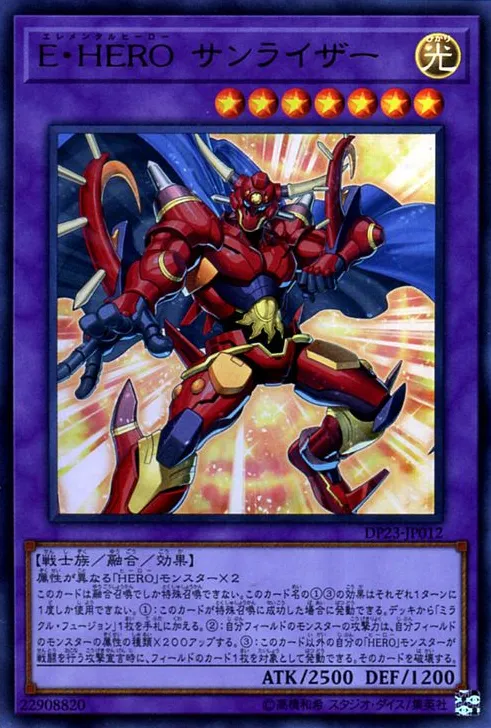 エレメンタルヒーロー
E・HERO サンライザー
ひかり
光
DP23-JP012
【戦士族／融合／効果】
属性が異なる「HERO」モンスター×2
このカードは融合召喚でしか特殊召喚できない。このカード名の①③の効果はそれぞれ1ターンに
1度しか使用できない。①：このカードが特殊召喚に成功した場合に発動できる。デッキから「ミラ
クル・フュージョン」1枚を手札に加える。②：自分フィールドのモンスターの攻撃力は、自分フィールド
のモンスターの属性の種類×200アップする。③：このカード以外の自分の「HERO」モンスターが
戦闘を行う攻撃宣言時に、フィールドのカード1枚を対象として発動できる。そのカードを破壊する。
ATK/2500 DEF/1200
22908820
©高橋和希 スタジオ・ダイス/集英社